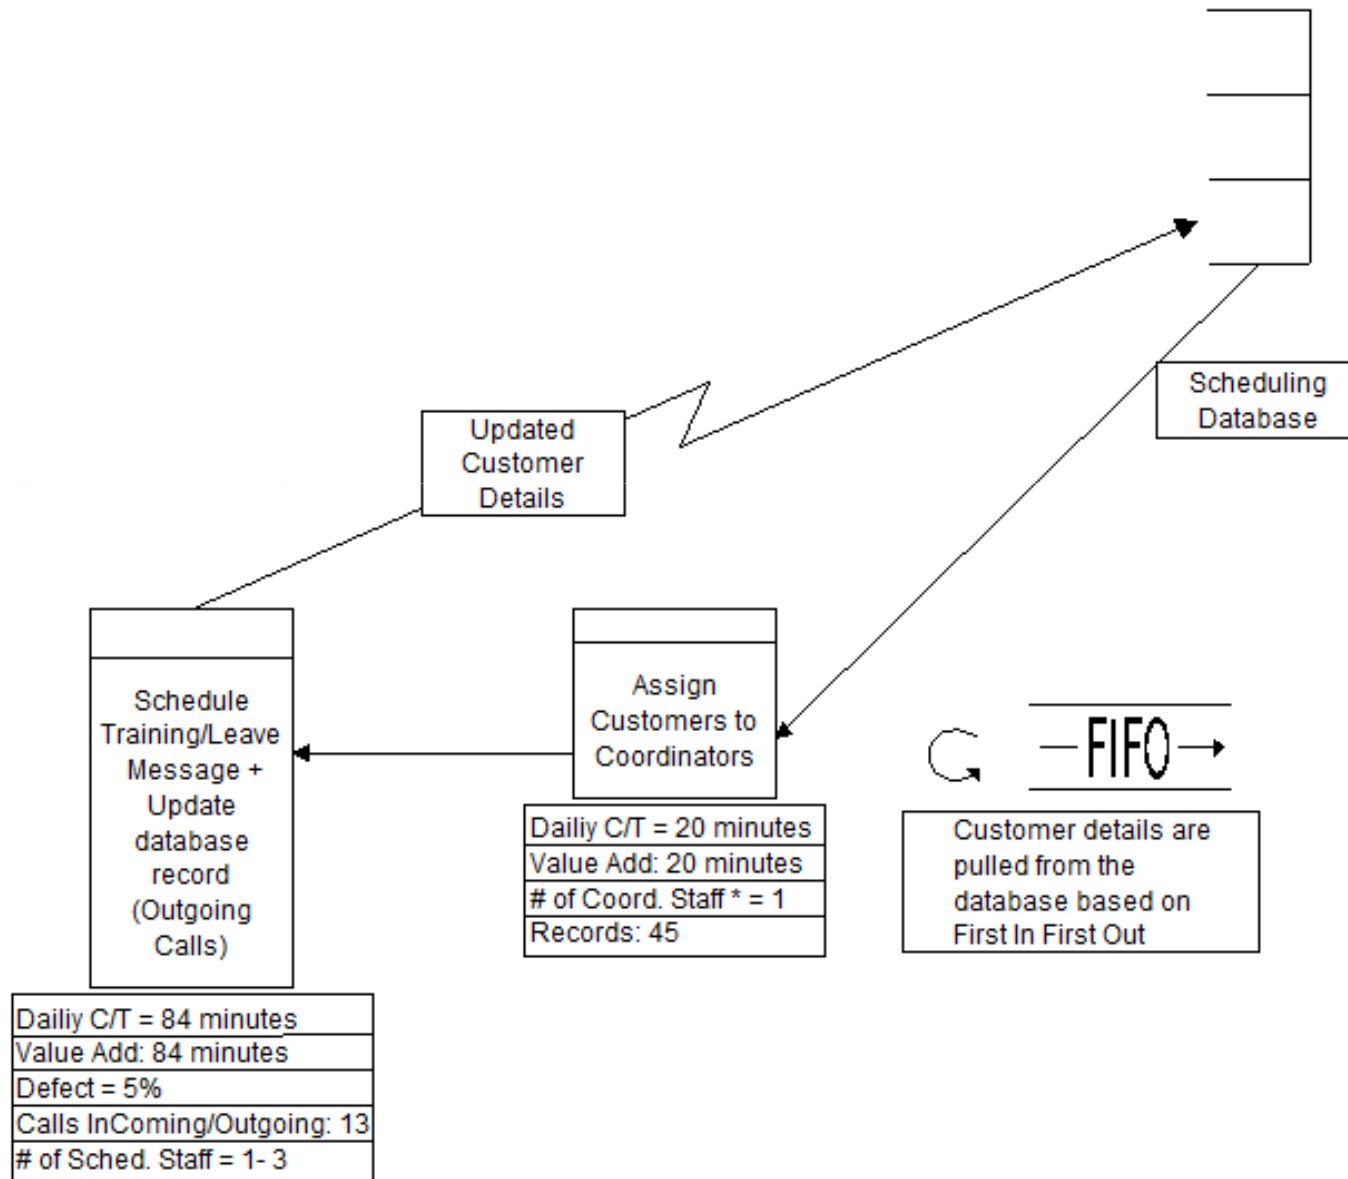 Scheduling
Database
Updated
Customer
Details
Schedule
Training/Leave
Message +
Update
database
record
(Outgoing
Calls)
Assign
Customers to
Coordinators
FIFO
Dailiy C/T = 20 minutes
Value Add: 20 minutes
# of Coord. Staff * = 1
Records: 45
Customer details are
pulled from the
database based on
First In First Out
Dailiy C/T = 84 minutes
Value Add: 84 minutes
Defect = 5%
Calls InComing/Outgoing: 13
# of Sched. Staff = 1- 3